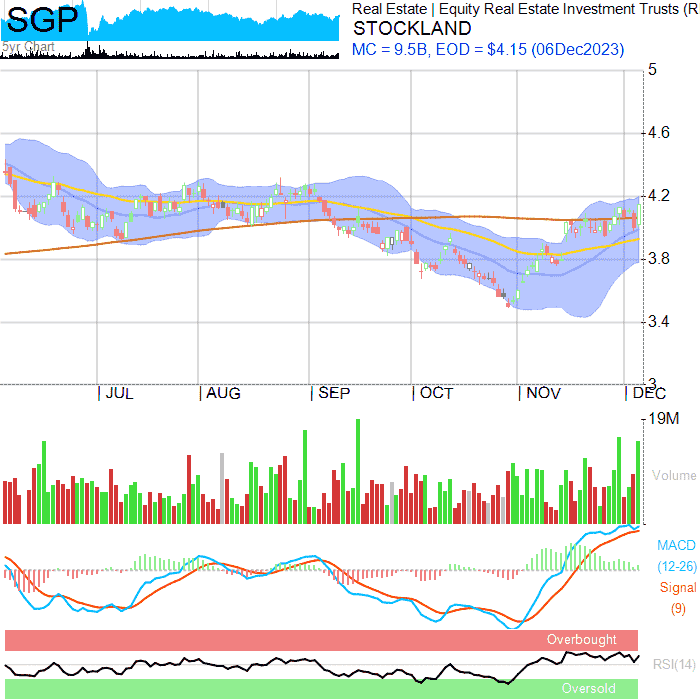 SGP
5yr Chart
Real Estate | Equity Real Estate Investment Trusts (R
STOCKLAND
MC = 9.5B, EOD = $4.15 (06Dec2023)
5
4.6
4.2
3.8
3.4
3
JUL AUG SEP OCT NOV DEC
19M
Volume
MACD
(12-26)
Signal
(9)
Overbought
RSI(14)
Oversold